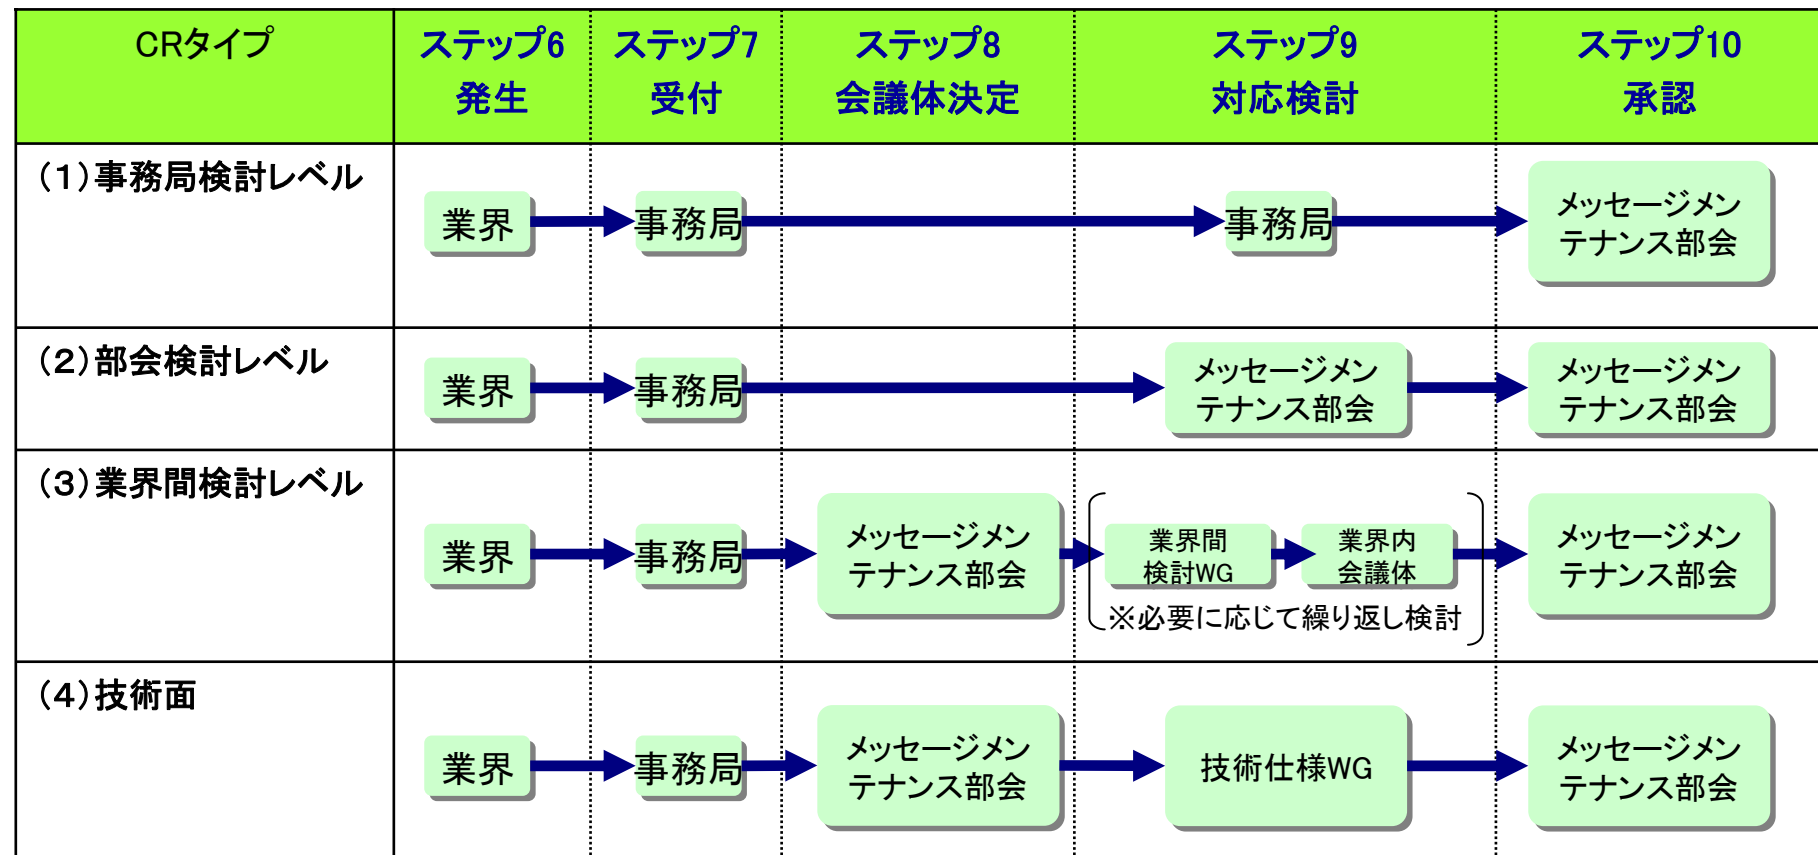 CRタイプ
ステップ6
発生
ステップ7
受付
ステップ8
会議体決定
ステップ9
対応検討
ステップ10
承認
（１）事務局検討レベル
業界
事務局
事務局
メッセージメン
テナンス部会
（２）部会検討レベル
業界
事務局
メッセージメン
テナンス部会
メッセージメン
テナンス部会
（３）業界間検討レベル
業界
事務局
メッセージメン
テナンス部会
業界間
検討WG
業界内
会議体
※必要に応じて繰り返し検討
メッセージメン
テナンス部会
（４）技術面
業界
事務局
メッセージメン
テナンス部会
技術仕様WG
メッセージメン
テナンス部会